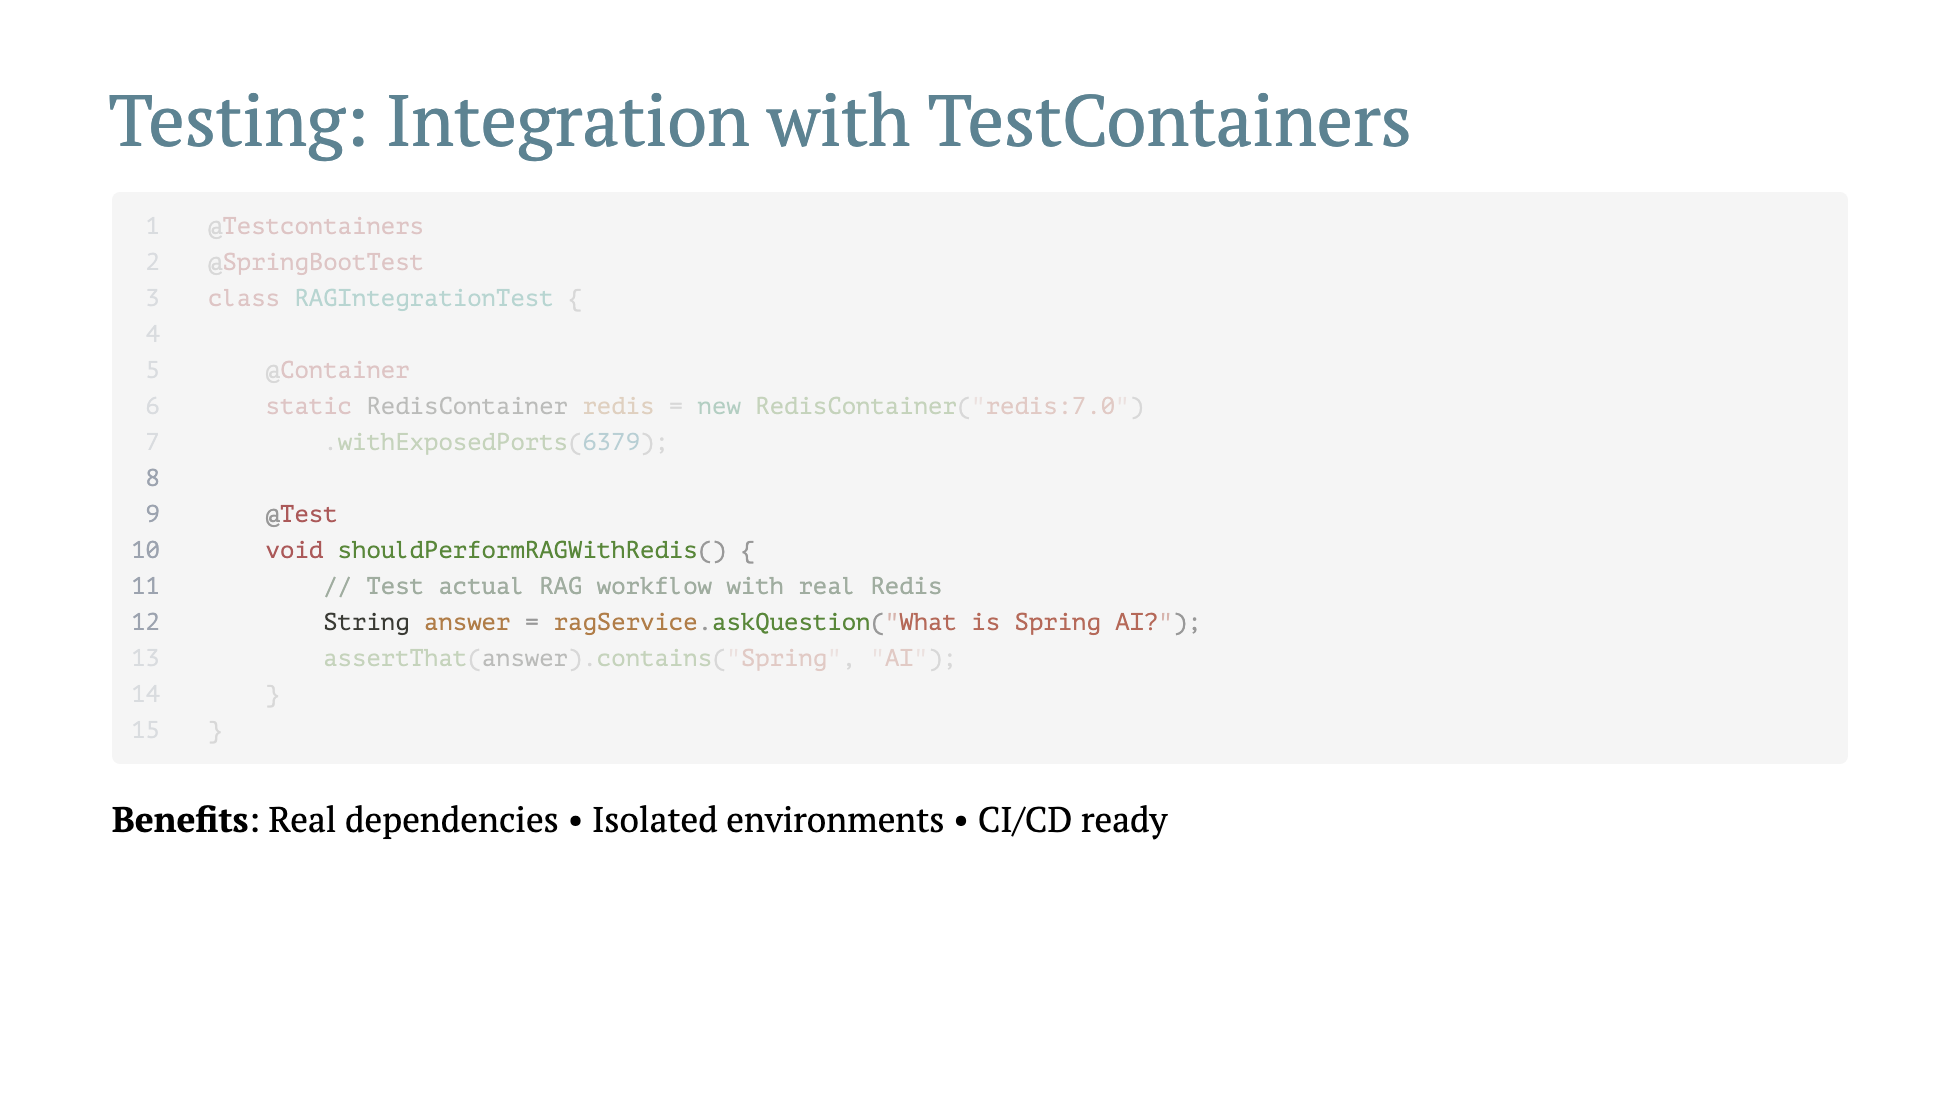 Testing: Integration with TestContainers
1 @Testcontainers
2 @SpringBootTest
3 class RAGIntegrationTest {
4
5     @Container
6     static RedisContainer redis = new RedisContainer("redis:7.0")
7         .withExposedPorts(6379);
8
9     @Test
10     void shouldPerformRAGWithRedis() {
11         // Test actual RAG workflow with real Redis
12         String answer = ragService.askQuestion("What is Spring AI?");
13         assertThat(answer).contains("Spring", "AI");
14     }
15 }
Benefits: Real dependencies • Isolated environments • CI/CD ready